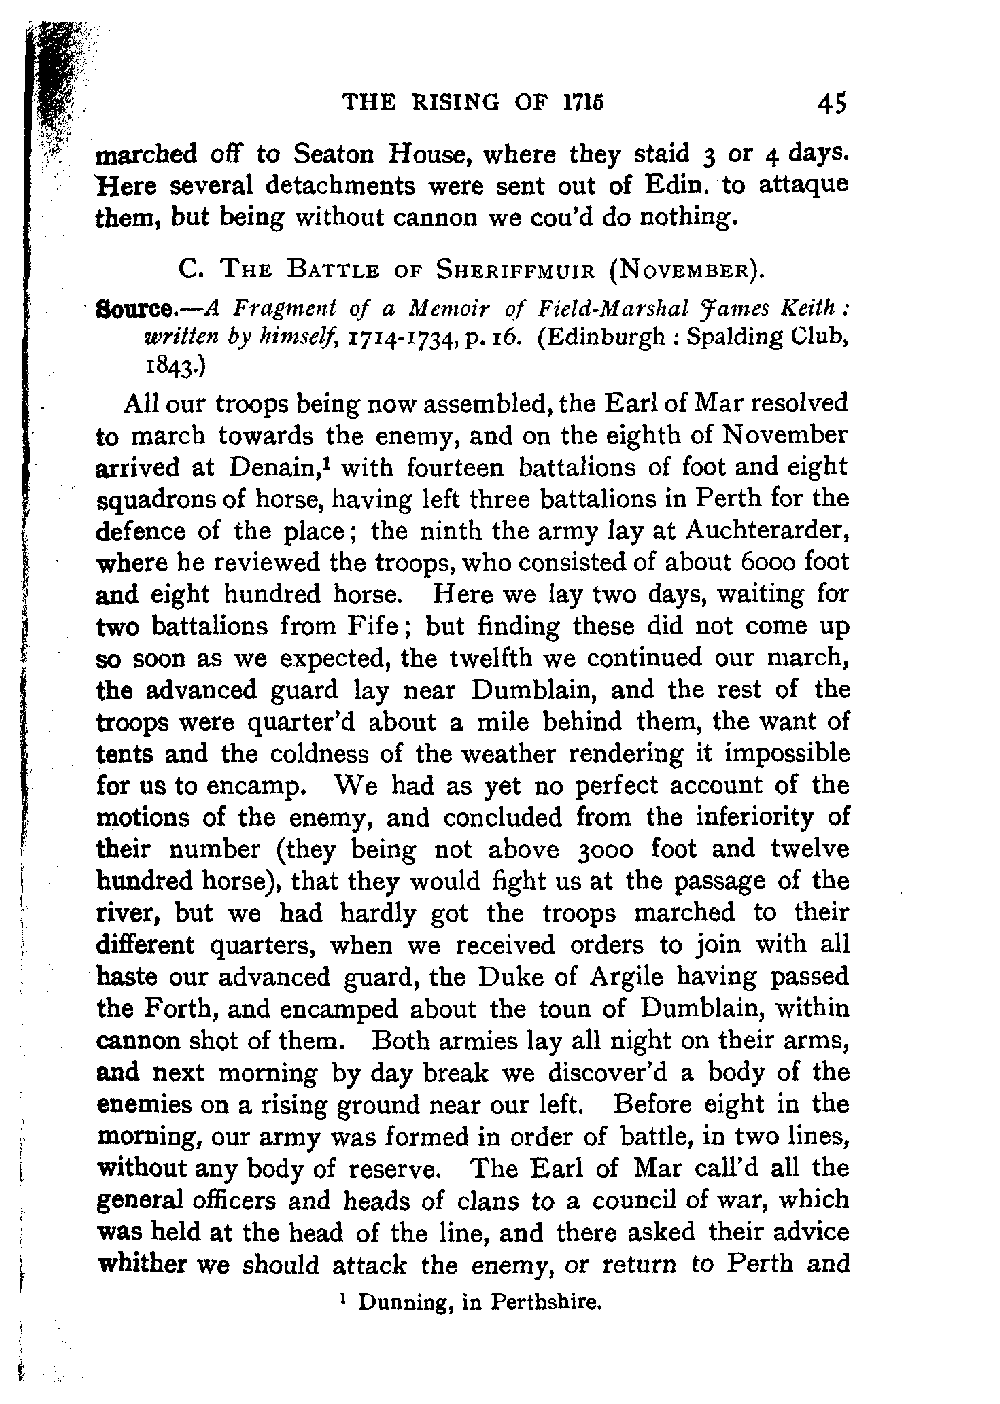 THE RISING OF 1715 45
marched off to Seaton House, where they staid 3 or 4 days.
Here several detachments were sent out of Edin. to attaque
them, but being without cannon we cou'd do nothing.
C. THE BATTLE OF SHERIFFMUIR (NOVEMBER).
Source.—A Fragment of a Memoir of Field-Marshal James Keith :
written by himself, 1714-1734, p. 16. (Edinburgh : Spalding Club,
1843.)
All our troops being now assembled, the Earl of Mar resolved
to march towards the enemy, and on the eighth of November
arrived at Denain,¹ with fourteen battalions of foot and eight
squadrons of horse, having left three battalions in Perth for the
defence of the place; the ninth the army lay at Auchterarder,
where he reviewed the troops, who consisted of about 6000 foot
and eight hundred horse. Here we lay two days, waiting for
two battalions from Fife; but finding these did not come up
so soon as we expected, the twelfth we continued our march,
the advanced guard lay near Dumblain, and the rest of the
troops were quarter'd about a mile behind them, the want of
tents and the coldness of the weather rendering it impossible
for us to encamp. We had as yet no perfect account of the
motions of the enemy, and concluded from the inferiority of
their number (they being not above 3000 foot and twelve
hundred horse), that they would fight us at the passage of the
river, but we had hardly got the troops marched to their
different quarters, when we received orders to join with all
haste our advanced guard, the Duke of Argile having passed
the Forth, and encamped about the toun of Dumblain, within
cannon shot of them. Both armies lay all night on their arms,
and next morning by day break we discover'd a body of the
enemies on a rising ground near our left. Before eight in the
morning, our army was formed in order of battle, in two lines,
without any body of reserve. The Earl of Mar call'd all the
general officers and heads of clans to a council of war, which
was held at the head of the line, and there asked their advice
whither we should attack the enemy, or return to Perth and
¹ Dunning, in Perthshire.